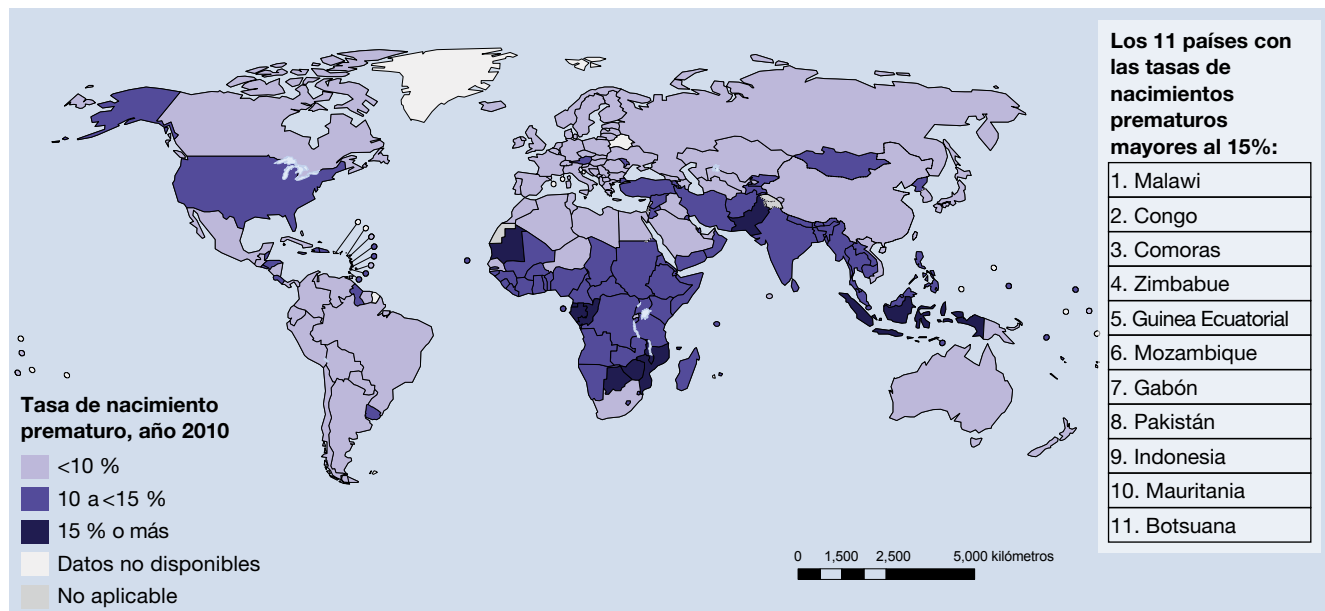 Los 11 países con
las tasas de
nacimientos
prematuros
mayores al 15%:
1. Malawi
2. Congo
3. Comoras
4. Zimbabue
5. Guinea Ecuatorial
6. Mozambique
7. Gabón
8. Pakistán
9. Indonesia
10. Mauritania
11. Botsuana
Tasa de nacimiento
prematuro, año 2010
<10 %
10 a<15 %
15 % o más
Datos no disponibles
No aplicable
0 1,500 2,500 5,000 kilómetros